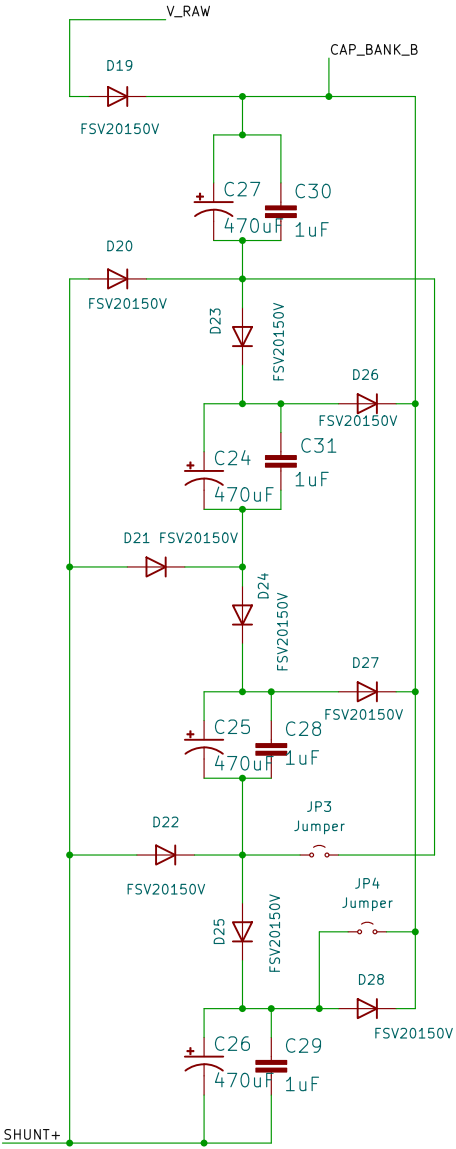 V_RAW
CAP_BANK_B
D19
FSV20150V
C27
C30
470uF
1uF
D20
FSV20150V
D23
FSV20150V
D26
FSV20150V
C24
C31
470uF
1uF
D21 FSV20150V
D24
FSV20150V
D27
FSV20150V
C25
C28
470uF
1uF
JP3
Jumper
D22
FSV20150V
JP4
Jumper
D25
FSV20150V
D28
FSV20150V
C26
C29
470uF
1uF
SHUNT+